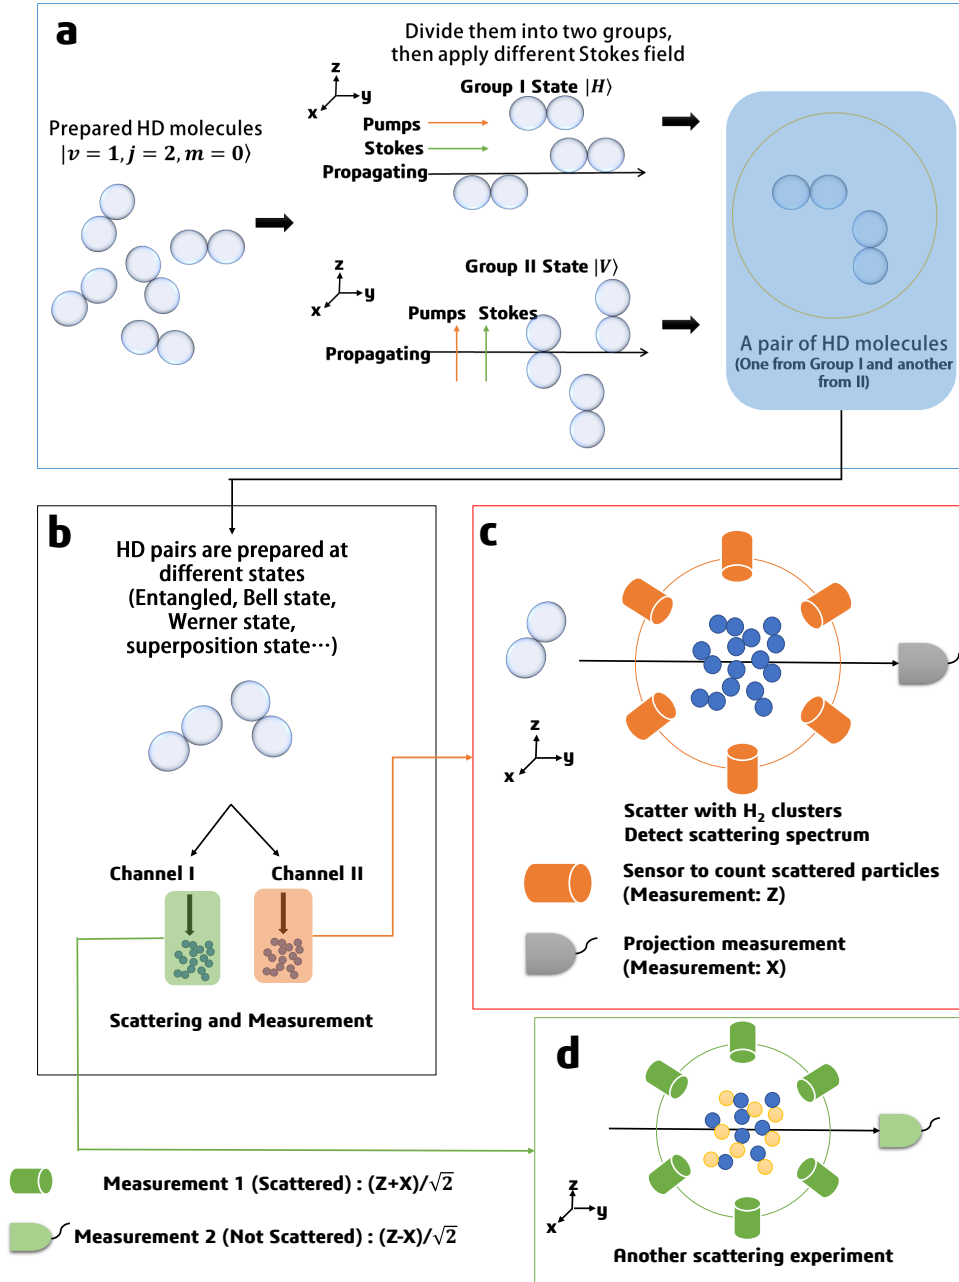 a
Divide them into two groups,
then apply different Stokes field
z
y
x
Group I State |H⟩
Pumps
Stokes
Propagating
Prepared HD molecules
|v = 1, j = 2, m = 0⟩
z
y
x
Group II State |V⟩
Pumps Stokes
Propagating
A pair of HD molecules
(One from Group I and another
from II)
b
HD pairs are prepared at
different states
(Entangled, Bell state,
Werner state,
superposition state⋯)
Channel I
Channel II
Scattering and Measurement
c
z
y
x
Scatter with H₂ clusters
Detect scattering spectrum
Sensor to count scattered particles
(Measurement: Z)
Projection measurement
(Measurement: X)
d
z
y
x
Another scattering experiment
Measurement 1 (Scattered) : (Z+X)/√2
Measurement 2 (Not Scattered) : (Z-X)/√2